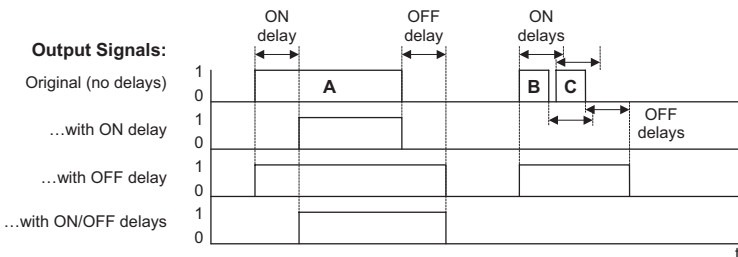 ON
delay
OFF
delay
ON
delays
Output Signals:
Original (no delays)
1
0
A
B
C
OFF
delays
...with ON delay
1
0
...with OFF delay
1
0
...with ON/OFF delays
1
0
t